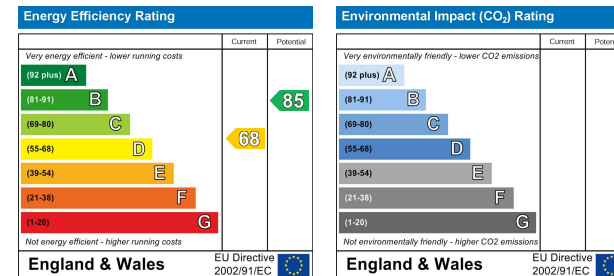 Energy Efficiency Rating
Current Potential
Very energy efficient - lower running costs
(92 plus) A
(81-91) B
85
(69-80) C
68
(55-68) D
(39-54) E
(21-38) F
(1-20) G
Not energy efficient - higher running costs
England & Wales
EU Directive
2002/91/EC
Environmental Impact (CO₂) Rating
Current Poten
Very environmentally friendly - lower CO2 emissions
(92 plus) A
(81-91) B
(69-80) C
(55-68) D
(39-54) E
(21-38) F
(1-20) G
Not environmentally friendly - higher CO2 emissions
England & Wales
EU Directive
2002/91/EC